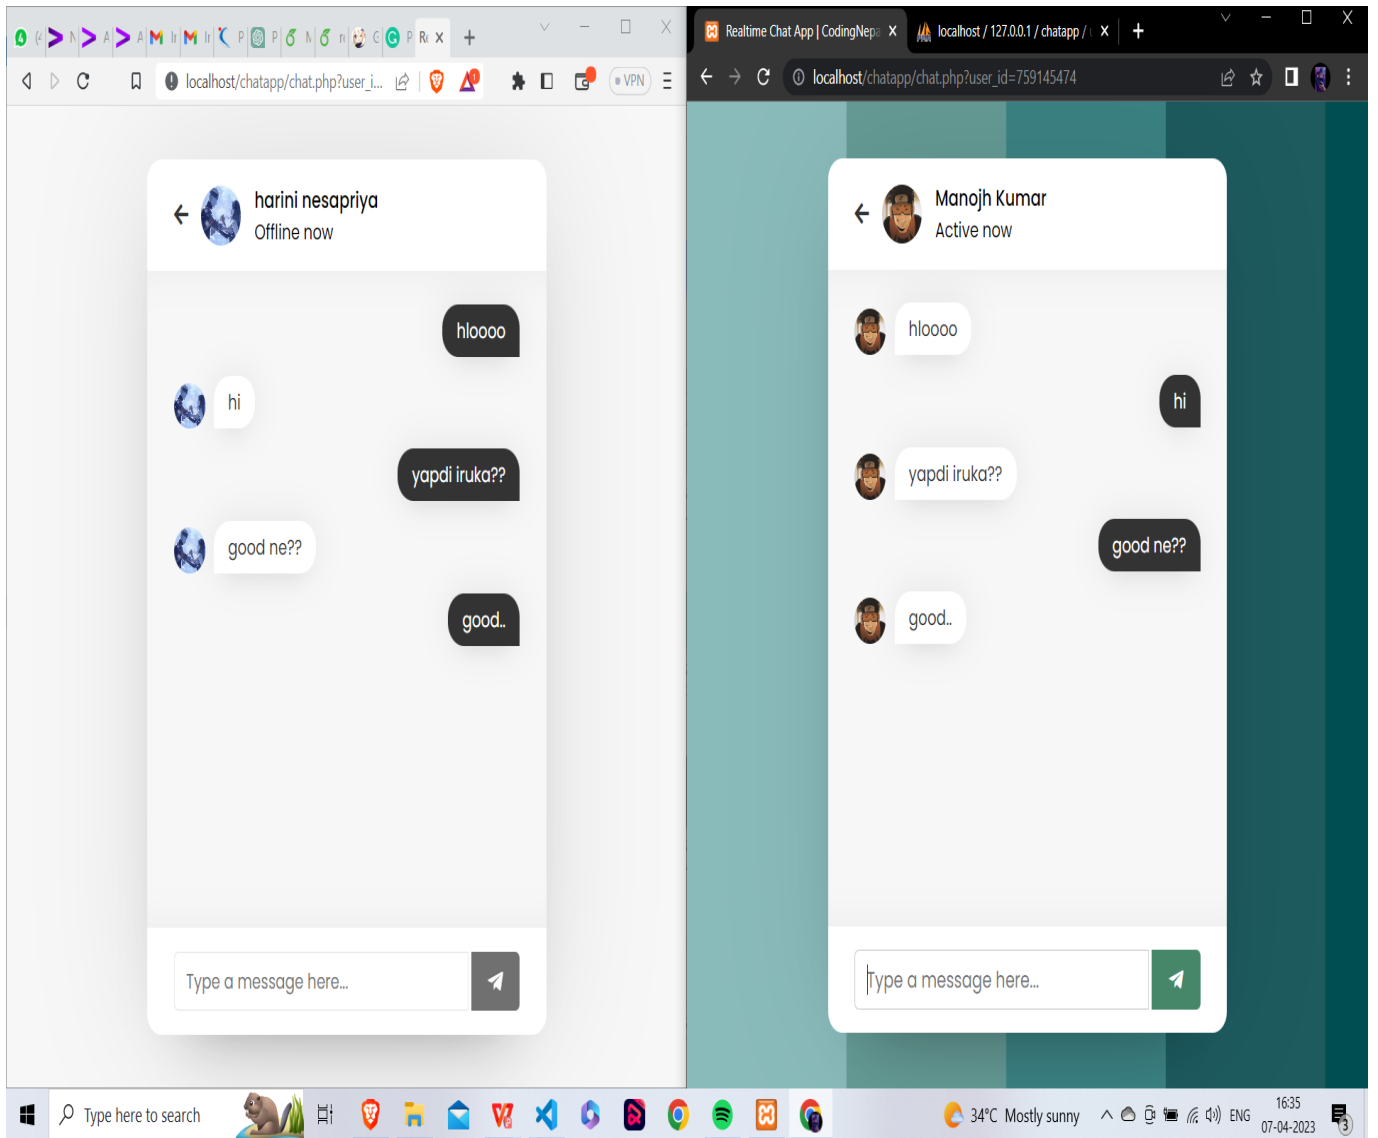 localhost/chatapp/chat.php?user_i...
VPN
harini nesapriya
Offline now
hloooo
hi
yapdi iruka??
good ne??
good..
Type a message here...
Realtime Chat App | CodingNepa
localhost / 127.0.0.1 / chatapp /
localhost/chatapp/chat.php?user_id=759145474
Manojh Kumar
Active now
hloooo
hi
yapdi iruka??
good ne??
good..
Type a message here...
Type here to search
34°C Mostly sunny
ENG
16:35
07-04-2023
3